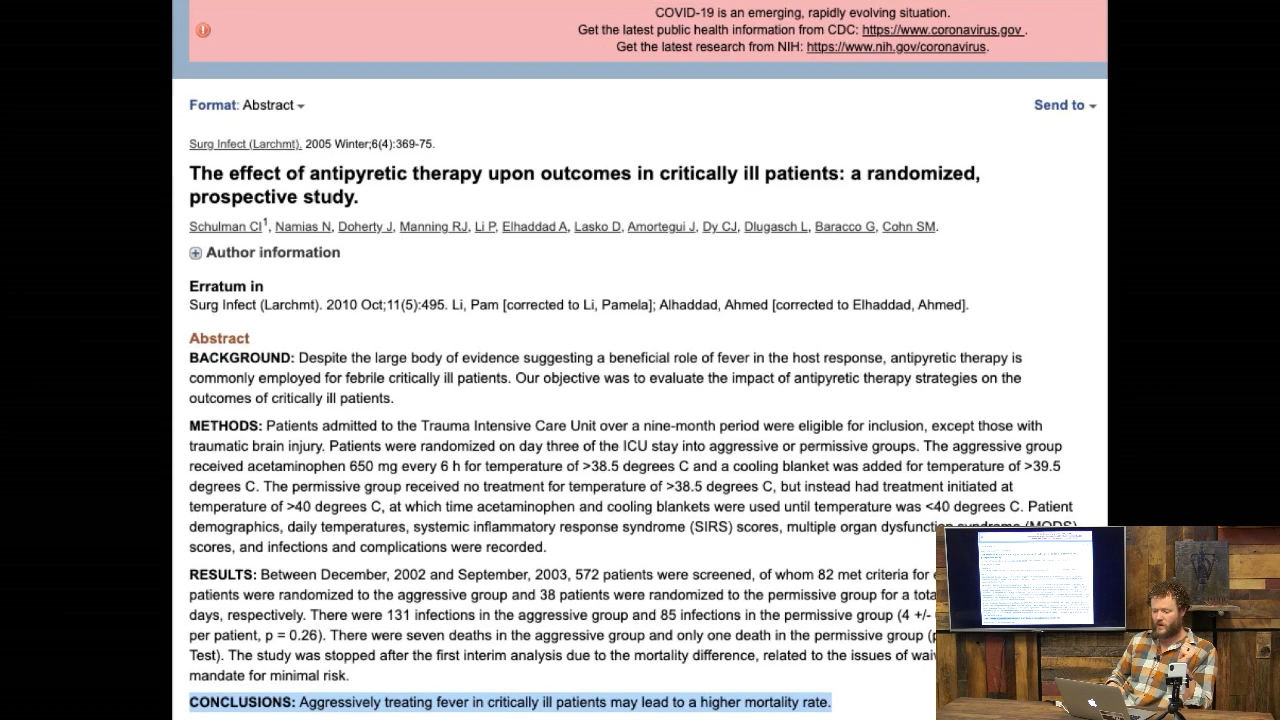 COVID-19 is an emerging, rapidly evolving situation.
Get the latest public health information from CDC: https://www.coronavirus.gov .
Get the latest research from NIH: https://www.nih.gov/coronavirus.
Format: Abstract
Send to
Surg Infect (Larchmt). 2005 Winter;6(4):369-75.
The effect of antipyretic therapy upon outcomes in critically ill patients: a randomized,
prospective study.
Schulman CI1, Namias N, Doherty J, Manning RJ, Li P, Elhaddad A, Lasko D, Amortegui J, Dy CJ, Dlugasch L, Baracco G, Cohn SM.
Author information
Erratum in
Surg Infect (Larchmt). 2010 Oct;11(5):495. Li, Pam [corrected to Li, Pamela]; Alhaddad, Ahmed [corrected to Elhaddad, Ahmed].
Abstract
BACKGROUND: Despite the large body of evidence suggesting a beneficial role of fever in the host response, antipyretic therapy is
commonly employed for febrile critically ill patients. Our objective was to evaluate the impact of antipyretic therapy strategies on the
outcomes of critically ill patients.
METHODS: Patients admitted to the Trauma Intensive Care Unit over a nine-month period were eligible for inclusion, except those with
traumatic brain injury. Patients were randomized on day three of the ICU stay into aggressive or permissive groups. The aggressive group
received acetaminophen 650 mg every 6 h for temperature of >38.5 degrees C and a cooling blanket was added for temperature of >39.5
degrees C. The permissive group received no treatment for temperature of >38.5 degrees C, but instead had treatment initiated at
temperature of >40 degrees C, at which time acetaminophen and cooling blankets were used until temperature was <40 degrees C. Patient
demographics, daily temperatures, systemic inflammatory response syndrome (SIRS) scores, multiple organ dysfunction syndrome (MODS)
scores, and infections and complications were recorded.
RESULTS: Between December, 2002 and September, 2003, 572 patients were screened, of whom 82 met criteria for
patients were randomized to the aggressive group and 38 patients were randomized to the permissive group for a
days, respectively. There were 131 infections in the aggressive group and 85 infections in the permissive group (4 +/-
per patient, p = 0.26). There were seven deaths in the aggressive group and only one death in the permissive group
Test). The study was stopped after the first interim analysis due to the mortality difference, related to the issues of
mandate for minimal risk.
CONCLUSIONS: Aggressively treating fever in critically ill patients may lead to a higher mortality rate.